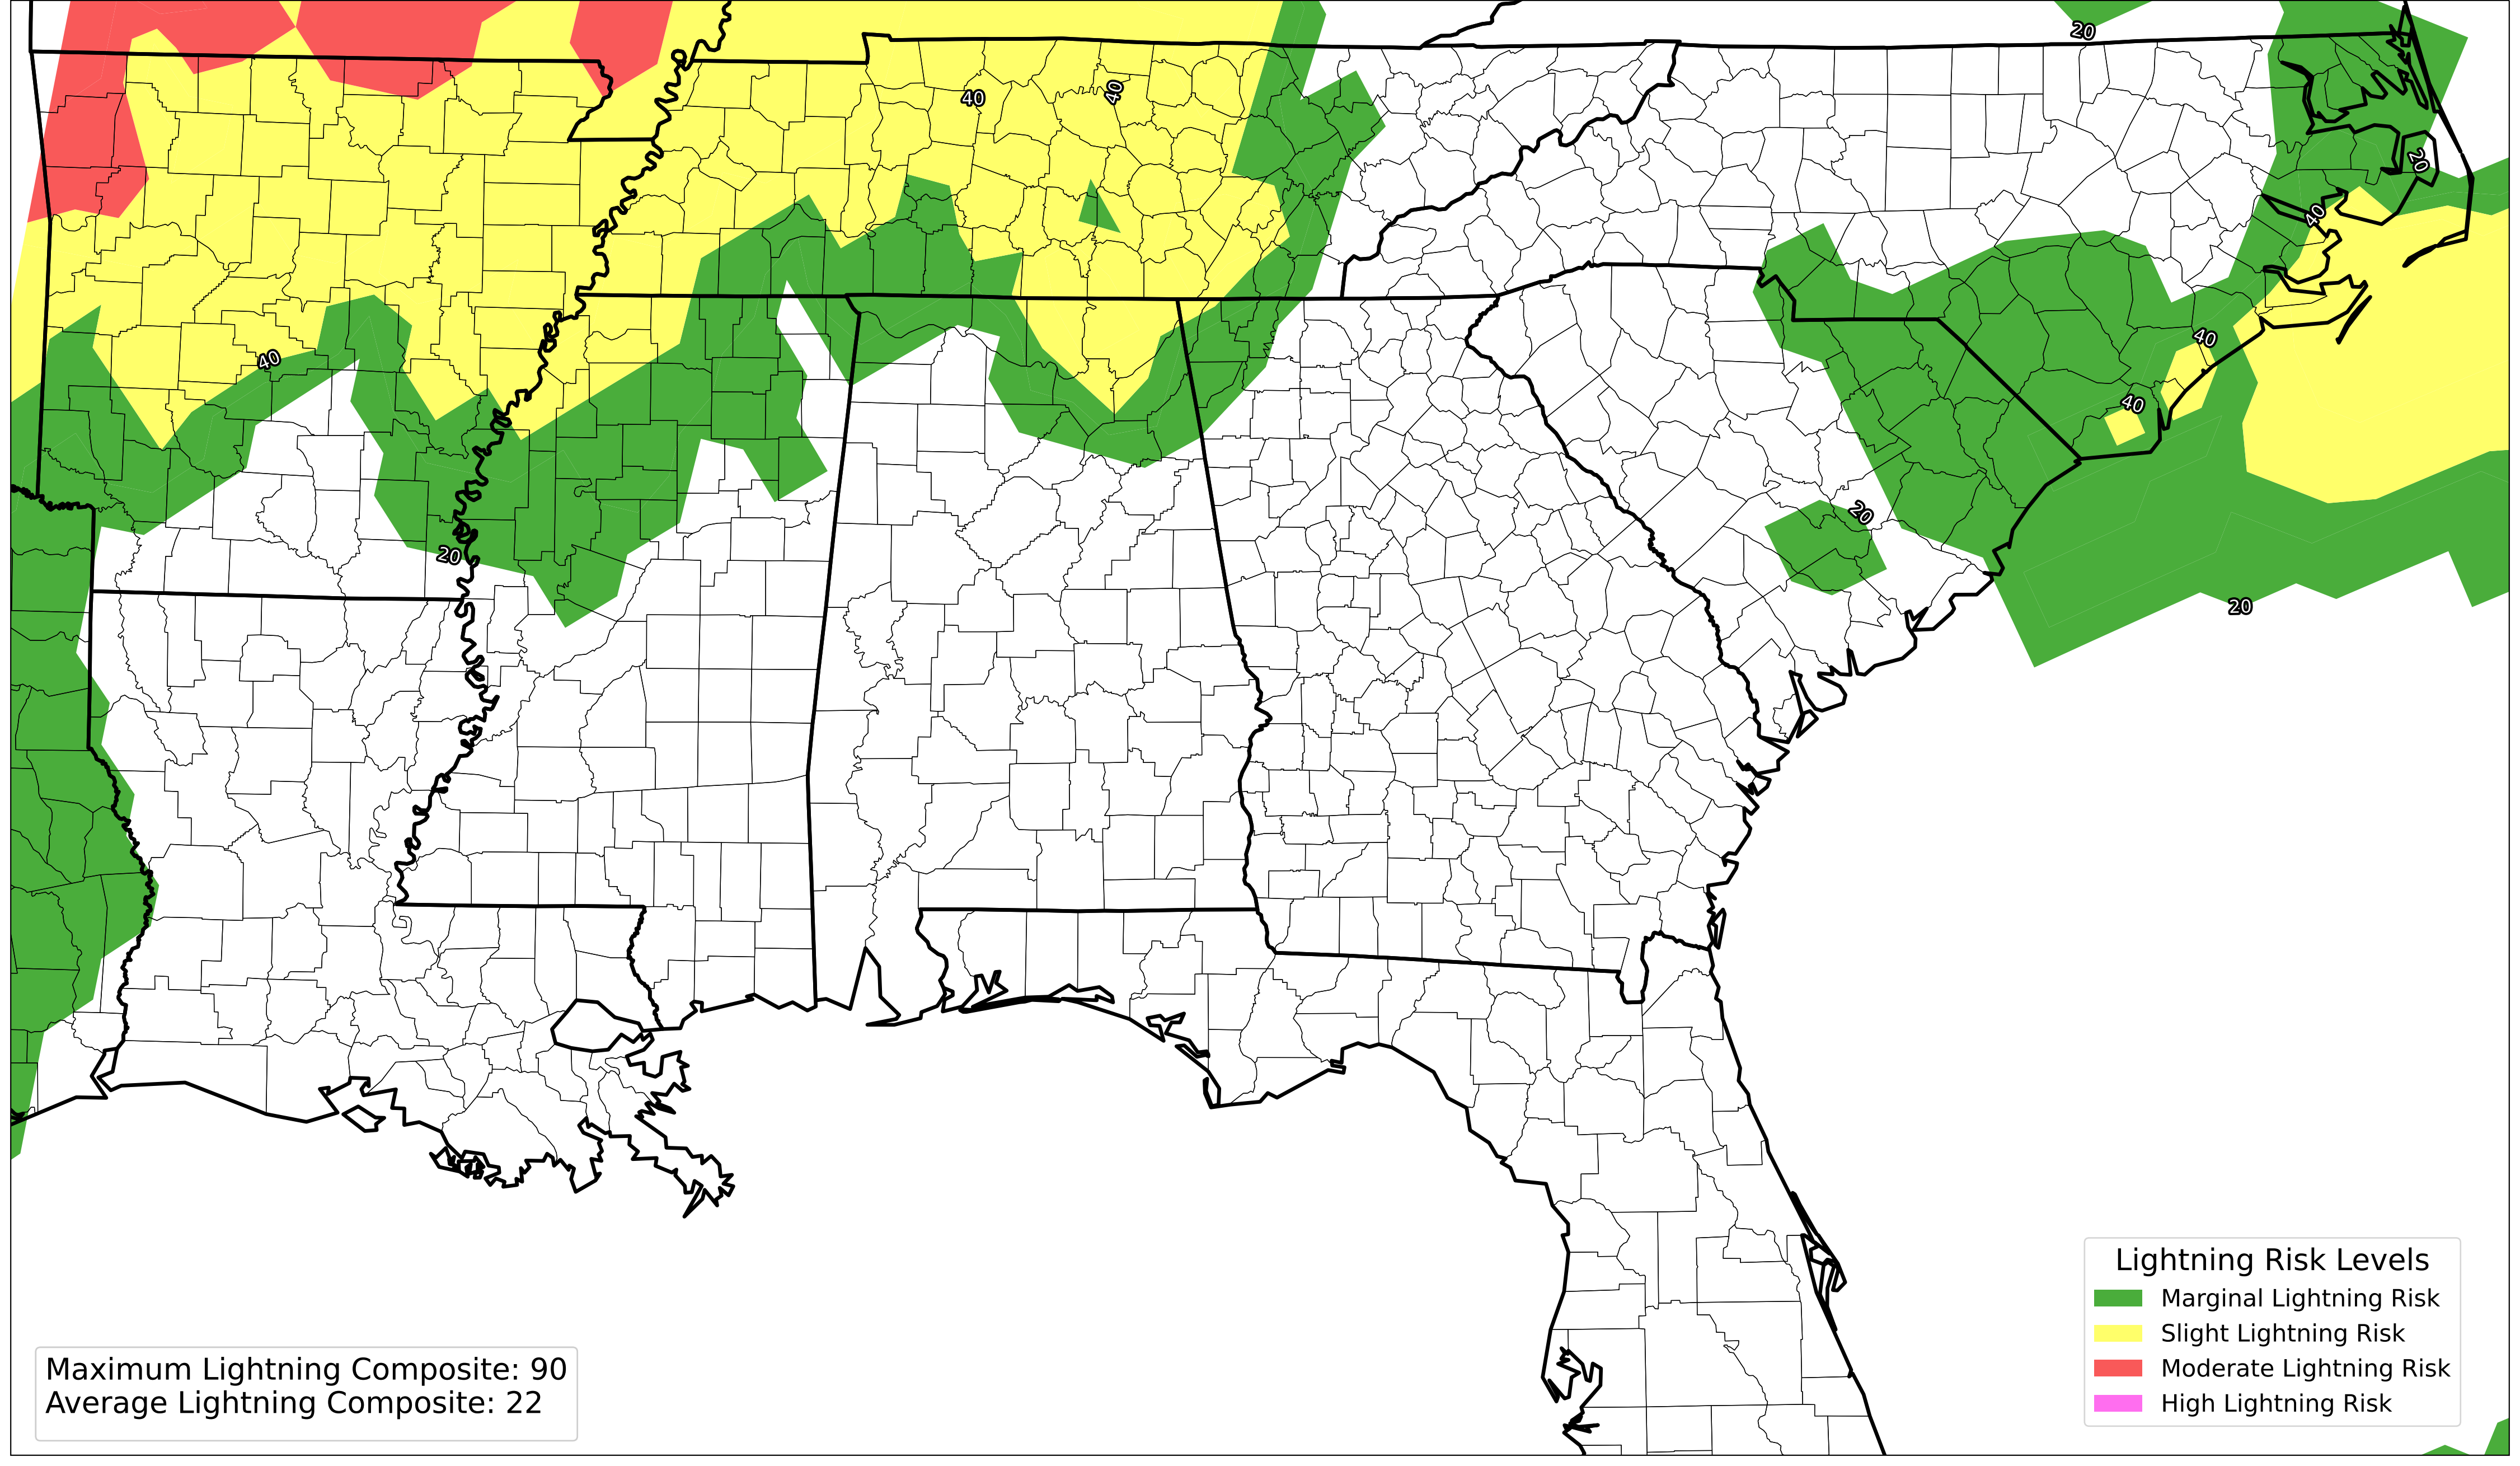 20
40
40
20
40
40
40
40
20
20
20
Lightning Risk Levels
Marginal Lightning Risk
Slight Lightning Risk
Moderate Lightning Risk
High Lightning Risk
Maximum Lightning Composite: 90
Average Lightning Composite: 22